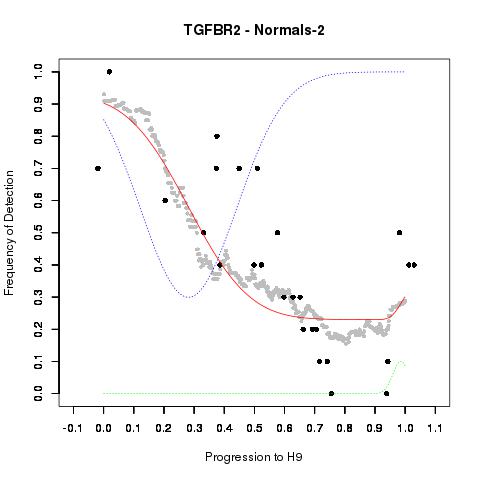 TGFBR2 - Normals-2
Frequency of Detection
1.0
0.9
0.8
0.7
0.6
0.5
0.4
0.3
0.2
0.1
0.0
-0.1 0.0 0.1 0.2 0.3 0.4 0.5 0.6 0.7 0.8 0.9 1.0 1.1
Progression to H9